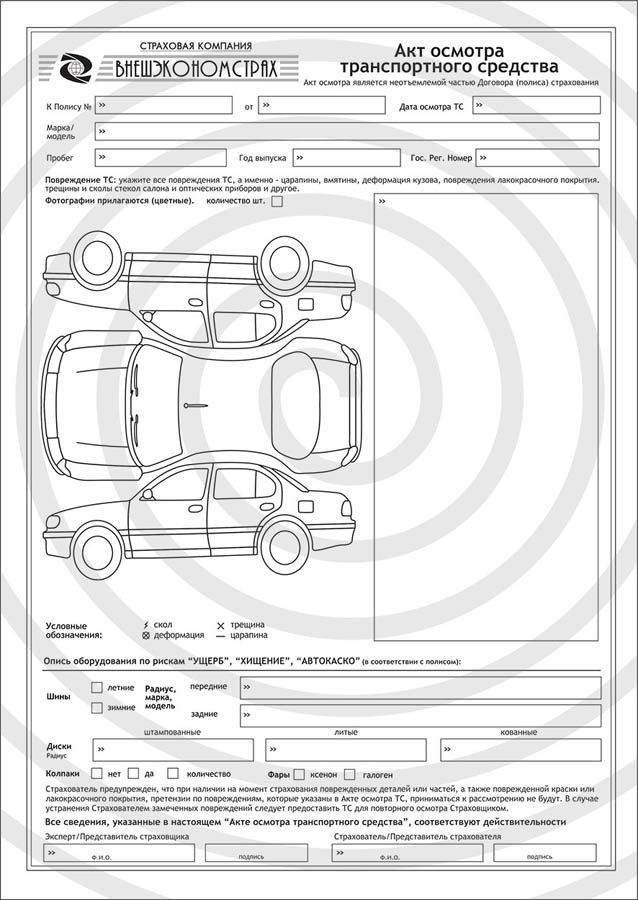 СТРАХОВАЯ КОМПАНИЯ
ВНЕШЭКОНОМСТРАХ
Акт осмотра
транспортного средства
Акт осмотра является неотъемлемой частью Договора (полиса) страхования
К Полису № » от » Дата осмотра ТС »
Марка/
модель »
Пробег » Год выпуска » Гос. Рег. Номер »
Повреждение ТС: укажите все повреждения ТС, а именно - царапины, вмятины, деформация кузова, повреждения лакокрасочного покрытия.
трещины и сколы стекол салона и оптических приборов и другое.
Фотографии прилагаются (цветные). количество шт.
»
Условные
обозначения:
скол
трещина
деформация
царапина
Опись оборудования по рискам “УЩЕРБ”, “ХИЩЕНИЕ”, “АВТОКАСКО” (в соответствии с полисом):
Шины
летние
зимние
Радиус,
марка,
модель
передние »
задние »
штампованные литые кованные
Диски » » »
Радиус
Колпаки нет да количество Фары ксенон галоген
Страхователь предупрежден, что при наличии на момент страхования поврежденных деталей или частей, а также поврежденной краски или
лакокрасочного покрытия, претензии по повреждениям, которые указаны в Акте осмотра ТС, приниматься к рассмотрению не будут. В случае
устранения Страхователем замеченных повреждений следует предоставить ТС для повторного осмотра Страховщиком.
Все сведения, указанные в настоящем “Акте осмотра транспортного средства”, соответствуют действительности
Эксперт/Представитель страховщика Страхователь/Представитель страхователя
» Ф.И.О. подпись » Ф.И.О. подпись